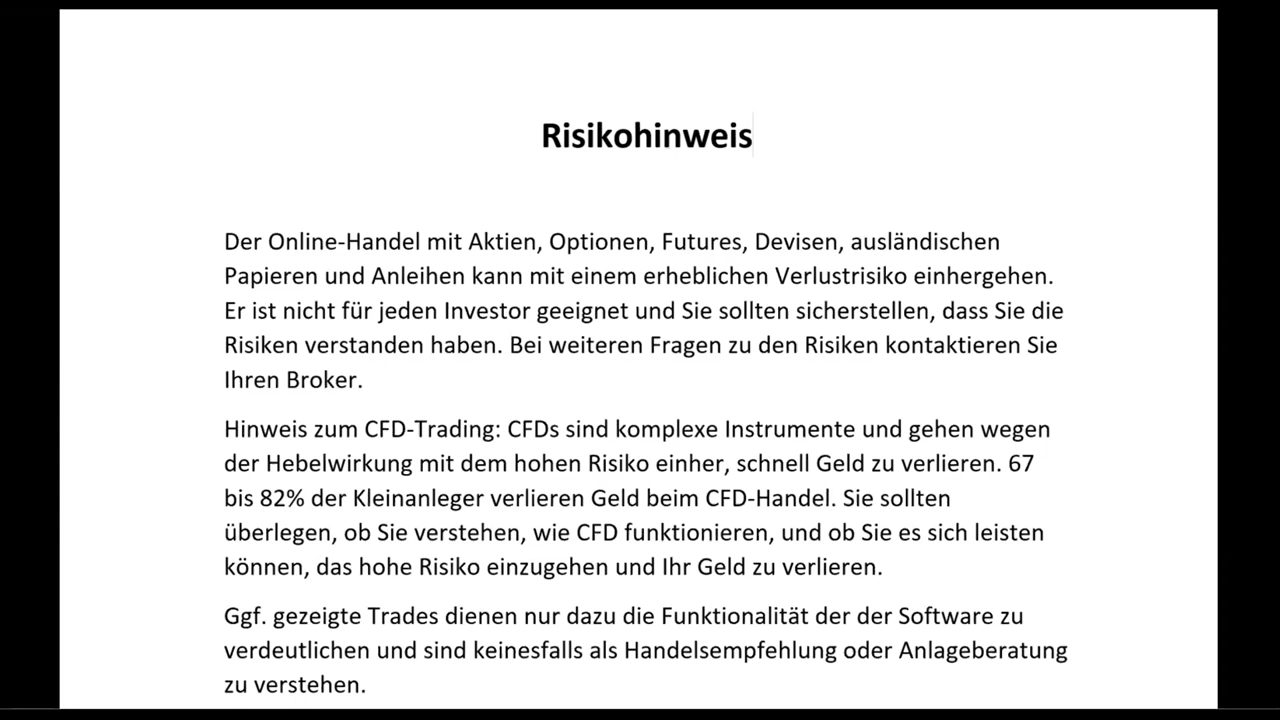 Risikohinweis
Der Online-Handel mit Aktien, Optionen, Futures, Devisen, ausländischen
Papieren und Anleihen kann mit einem erheblichen Verlustrisiko einhergehen.
Er ist nicht für jeden Investor geeignet und Sie sollten sicherstellen, dass Sie die
Risiken verstanden haben. Bei weiteren Fragen zu den Risiken kontaktieren Sie
Ihren Broker.
Hinweis zum CFD-Trading: CFDs sind komplexe Instrumente und gehen wegen
der Hebelwirkung mit dem hohen Risiko einher, schnell Geld zu verlieren. 67
bis 82% der Kleinanleger verlieren Geld beim CFD-Handel. Sie sollten
überlegen, ob Sie verstehen, wie CFD funktionieren, und ob Sie es sich leisten
können, das hohe Risiko einzugehen und Ihr Geld zu verlieren.
Ggf. gezeigte Trades dienen nur dazu die Funktionalität der der Software zu
verdeutlichen und sind keinesfalls als Handelsempfehlung oder Anlageberatung
zu verstehen.